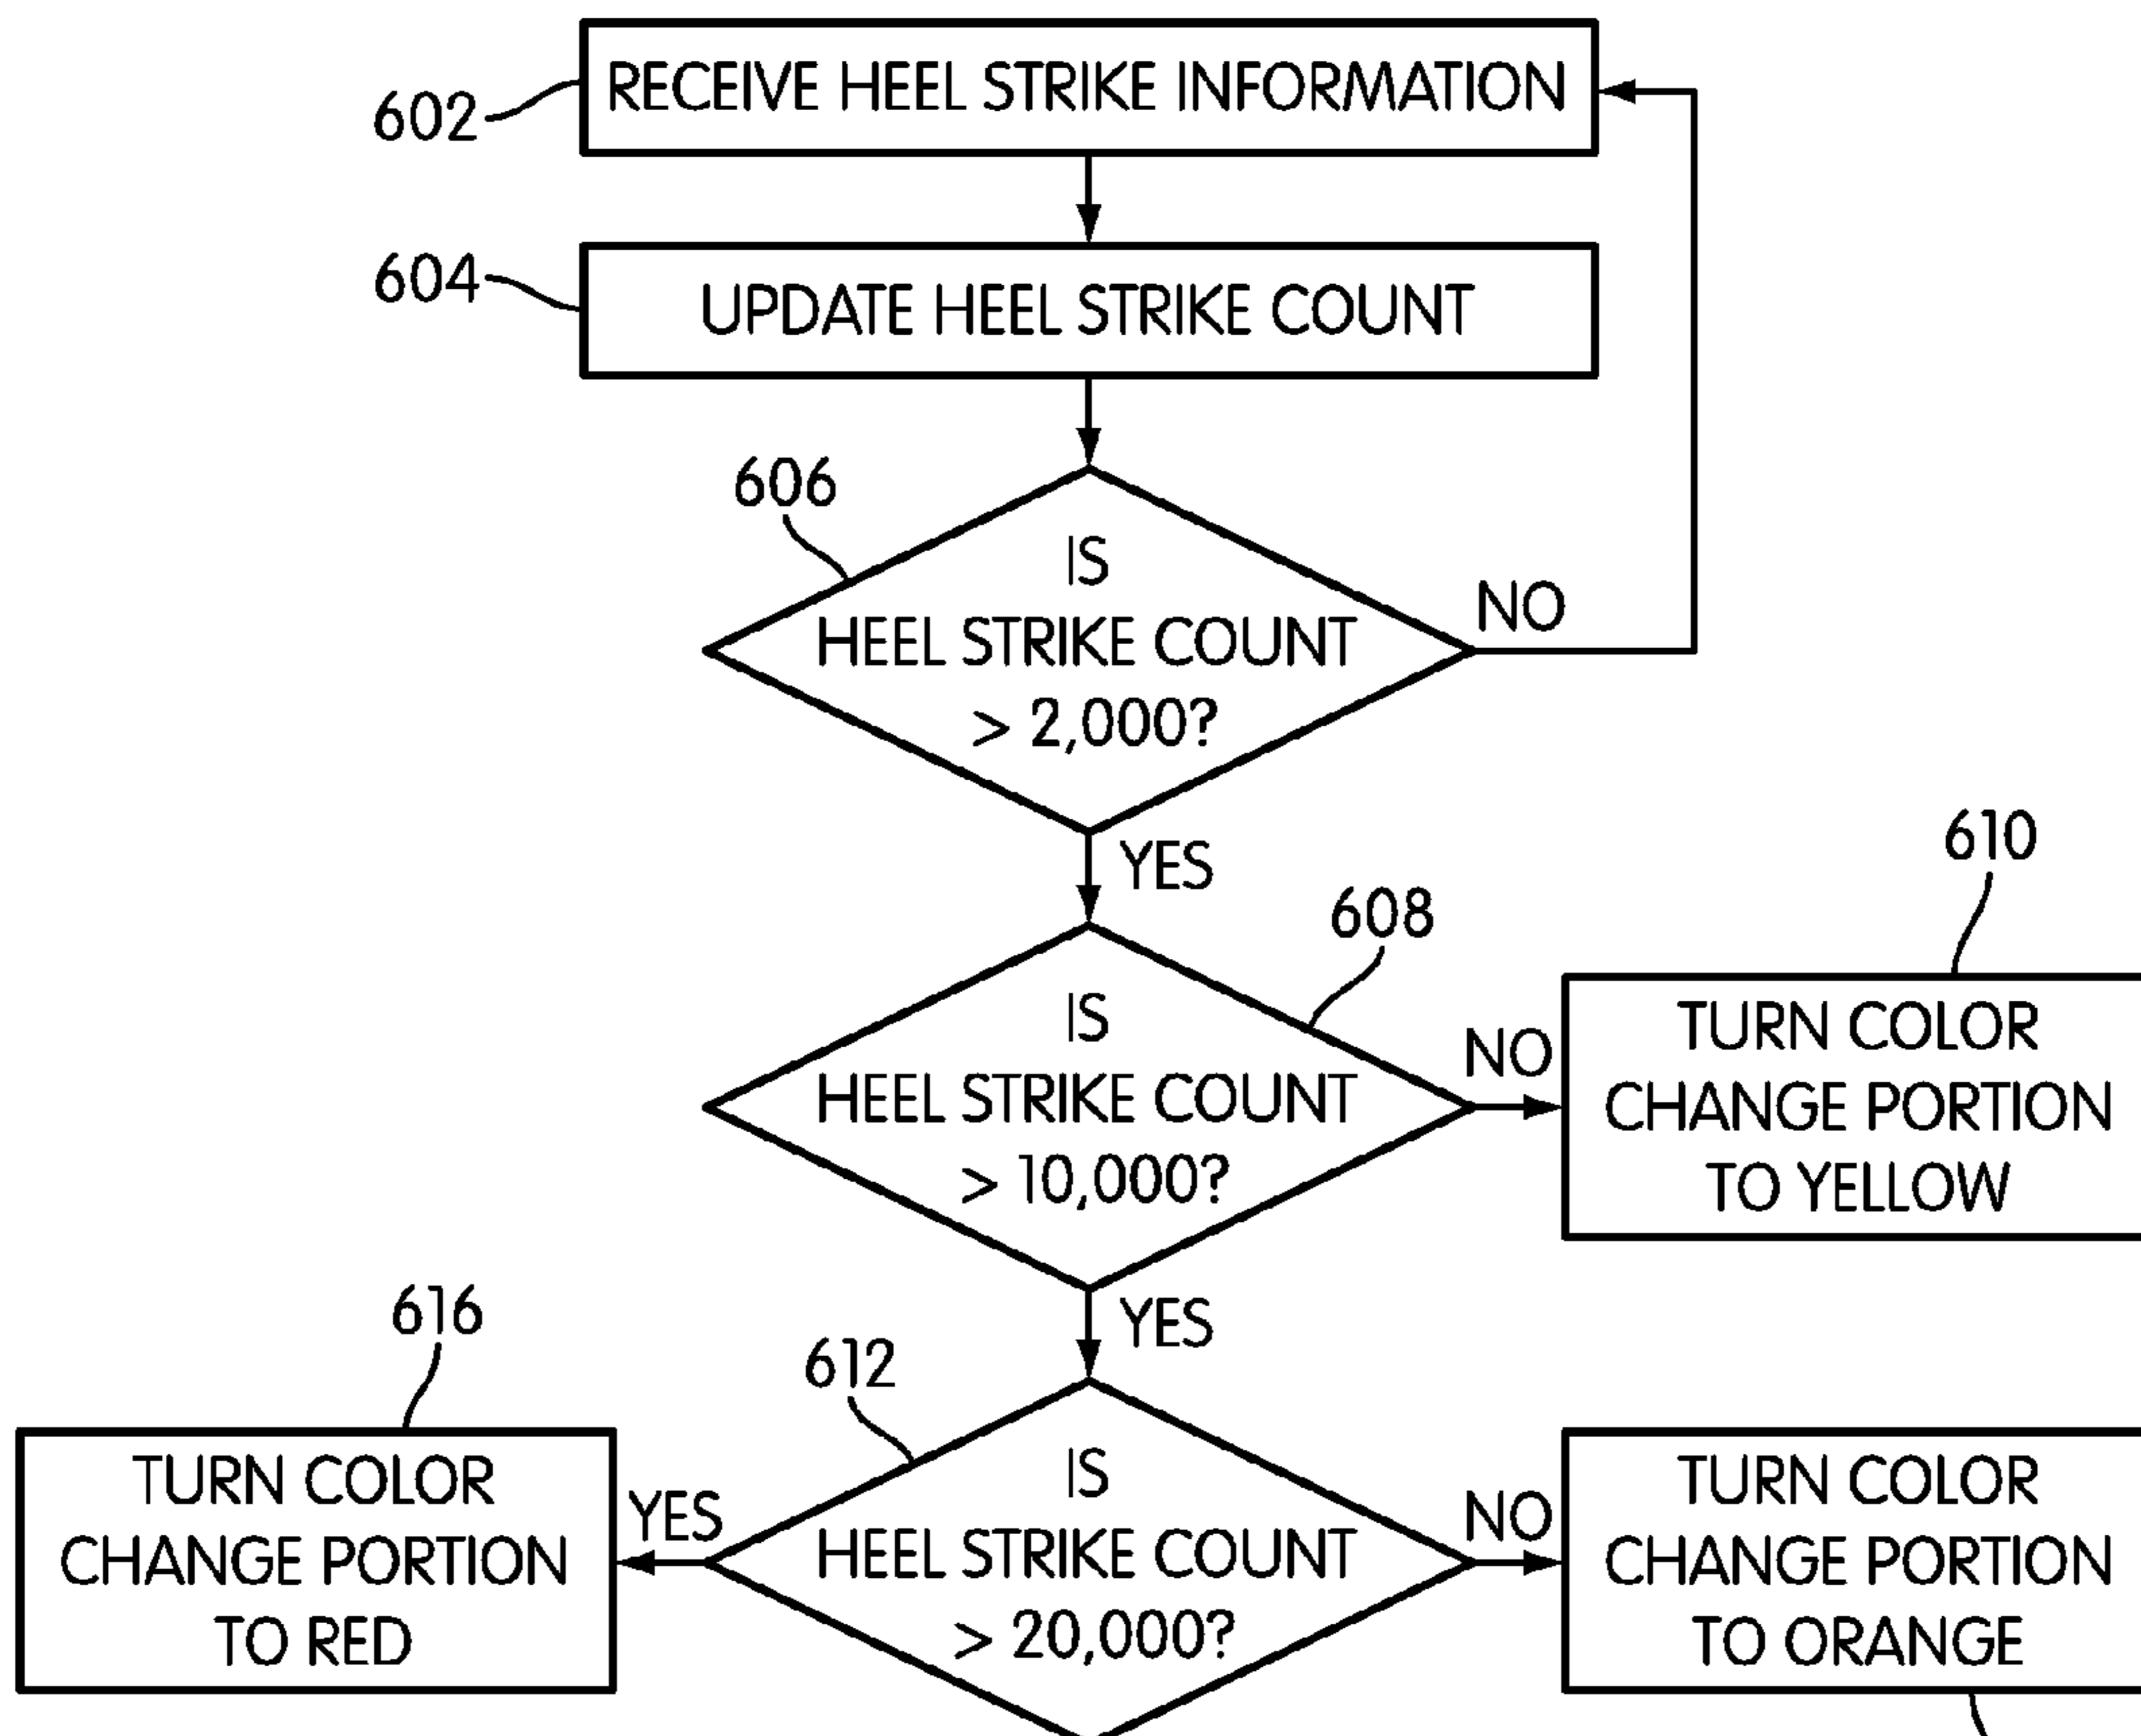 RECEIVE HEEL STRIKE INFORMATION
602
604
UPDATE HEEL STRIKE COUNT
606
IS
HEEL STRIKE COUNT
> 2,000?
NO
YES
610
608
IS
HEEL STRIKE COUNT
> 10,000?
NO
TURN COLOR
CHANGE PORTION
TO YELLOW
YES
616
612
TURN COLOR
CHANGE PORTION
TO RED
YES
IS
HEEL STRIKE COUNT
> 20,000?
NO
TURN COLOR
CHANGE PORTION
TO ORANGE